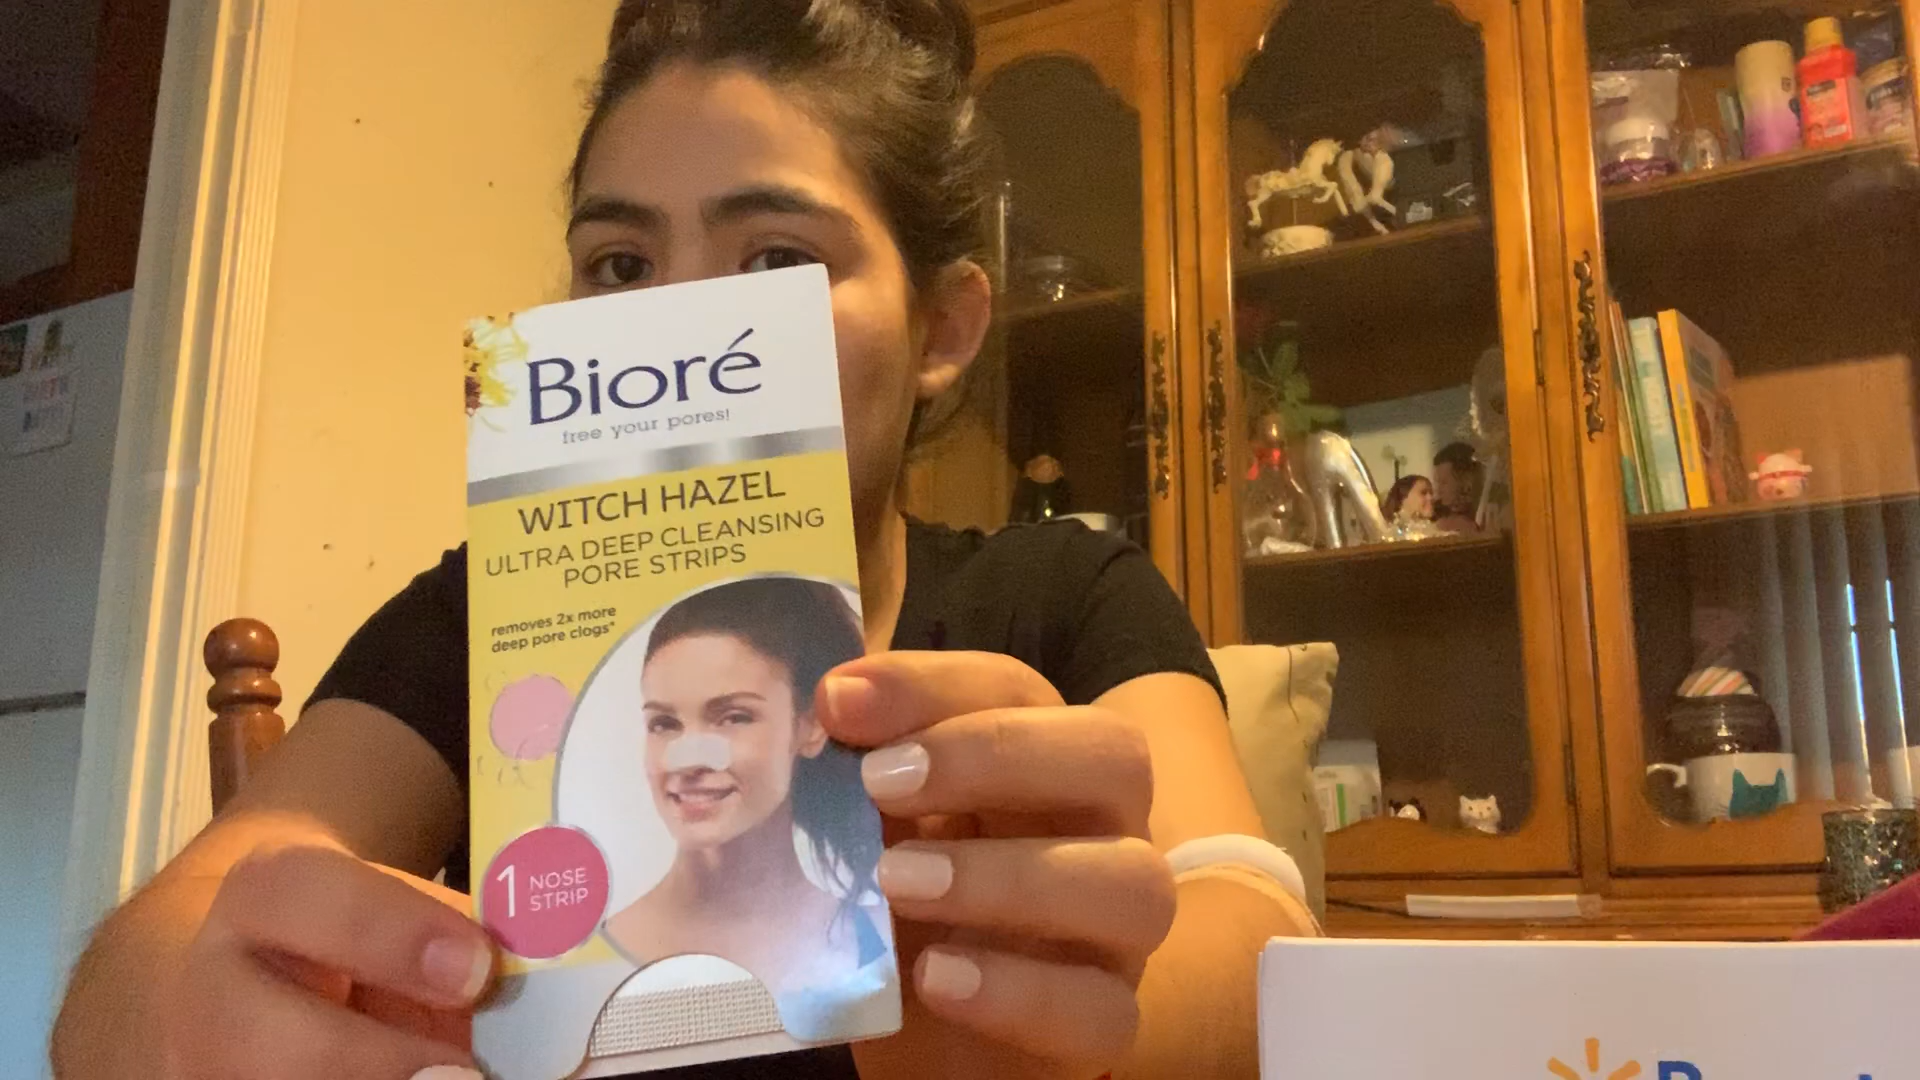 Bioré
free your pores!
WITCH HAZEL
ULTRA DEEP CLEANSING
PORE STRIPS
removes 2x more
deep pore clogs*
1 NOSE
STRIP